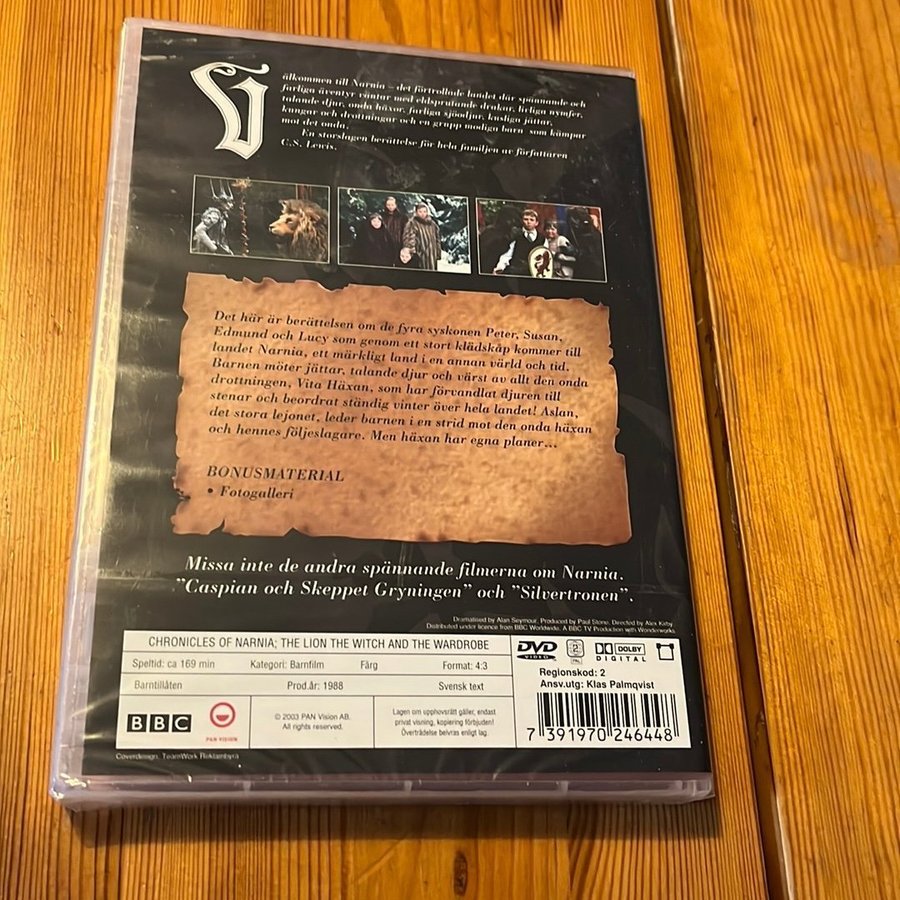 Välkommen till Narnia – det förtrollade landet där spännande och
farliga äventyr väntar med eldsprutande drakar, lirliga nymfer,
talande djur, onda häxor, farliga sjöodjur, kusliga jättar,
kungar och drottningar och en grupp modiga barn som kämpar
mot det onda.
En storslagen berättelse för hela familjen av författaren
C.S. Lewis.
Det här är berättelsen om de fyra syskonen Peter, Susan,
Edmund och Lucy som genom ett stort klädskåp kommer till
landet Narnia, ett märkligt land i en annan värld och tid.
Barnen möter jättar, talande djur och värst av allt den onda
drottningen, Vita Häxan, som har förvandlat djuren till
stenar och beordrat ständig vinter över hela landet! Aslan,
det stora lejonet, leder barnen i en strid mot den onda häxan
och hennes följeslagare. Men häxan har egna planer...
BONUSMATERIAL
• Fotogalleri
Missa inte de andra spännande filmerna om Narnia.
"Caspian och Skeppet Gryningen" och "Silvertronen".
Dramatised by Alan Seymour, Produced by Paul Stone, Directed by Alex Kirby
Distributed under licence from BBC Worldwide. A BBC TV Production with Wonderworks.
CHRONICLES OF NARNIA; THE LION THE WITCH AND THE WARDROBE
Speltid: ca 169 min Kategori: Barnfilm Färg Format: 4:3
Barntillåten Prod.år: 1988 Svensk text
BBC
PAN VISION
© 2003 PAN Vision AB.
All rights reserved.
Lagen om upphovsrätt gäller, endast
privat visning, kopiering förbjuden!
Överträdelse beivras enligt lag.
DVD
VIDEO
2
PAL
DOLBY
DIGITAL
Regionskod: 2
Ansv.utg: Klas Palmqvist
7 391970 246448
Coverdesign: TeamWork Reklambyrå